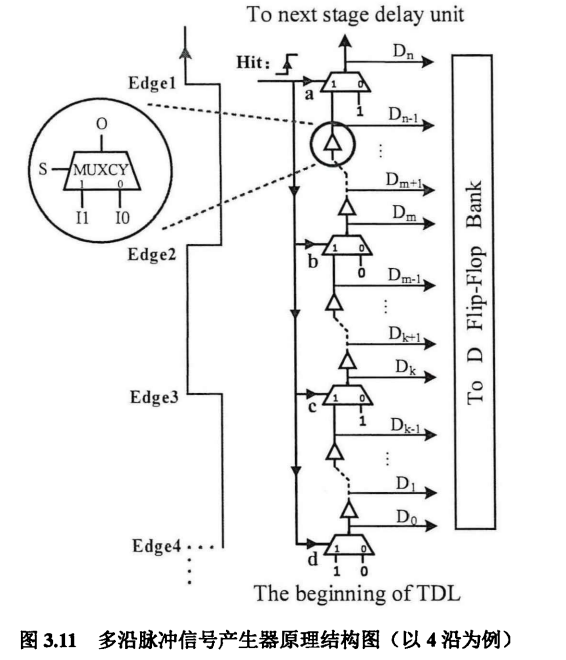 To next stage delay unit
Hit:
Dn
Edge1
a
1 0
1
Dn-1
O
S MUXCY
1 0
I1 I0
⋮
Dm+1
Dm
Edge2
b
1 0
0
Dm-1
⋮
Dk+1
Dk
Edge3
c
1 0
1
Dk-1
⋮
D1
D0
Edge4
d
1 0
1 0
To D Flip-Flop Bank
The beginning of TDL
图 3.11 多沿脉冲信号产生器原理结构图（以 4 沿为例）